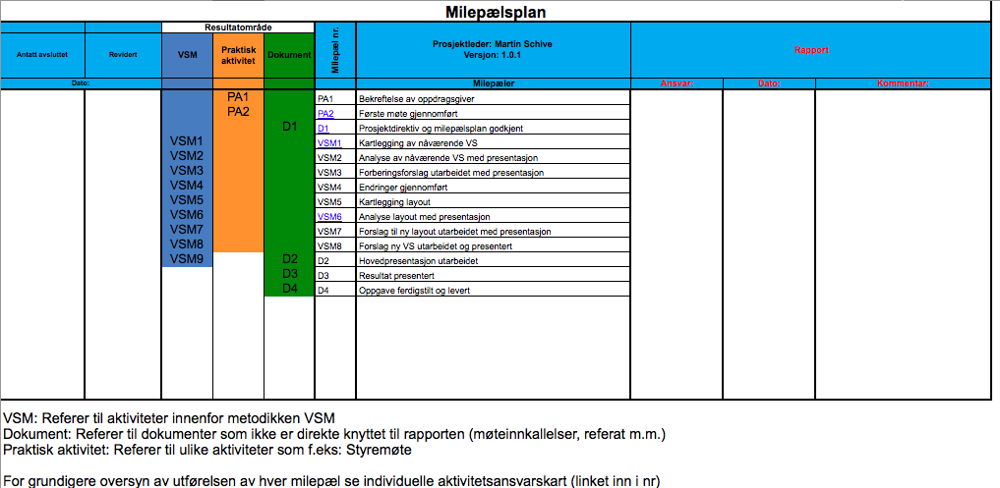 Milepælsplan
Resultatområde
Antatt avsluttet Revidert VSM Praktisk aktivitet Dokument Milepæl nr. Prosjektleder: Martin Schive
Versjon: 1.0.1
Rapport
Dato: Milepæler Ansvar: Dato: Kommentar:
PA1 PA1 Bekreftelse av oppdragsgiver
PA2 PA2 Første møte gjennomført
D1 D1 Prosjektdirektiv og milepælsplan godkjent
VSM1 VSM1 Kartlegging av nåværende VS
VSM2 VSM2 Analyse av nåværende VS med presentasjon
VSM3 VSM3 Forberingsforslag utarbeidet med presentasjon
VSM4 VSM4 Endringer gjennomført
VSM5 VSM5 Kartlegging layout
VSM6 VSM6 Analyse layout med presentasjon
VSM7 VSM7 Forslag til ny layout utarbeidet med presentasjon
VSM8 VSM8 Forslag ny VS utarbeidet og presentert
VSM9 D2 D2 Hovedpresentasjon utarbeidet
D3 D3 Resultat presentert
D4 D4 Oppgave ferdigstilt og levert
VSM: Referer til aktiviteter innenfor metodikken VSM
Dokument: Referer til dokumenter som ikke er direkte knyttet til rapporten (møteinnkallelser, referat m.m.)
Praktisk aktivitet: Referer til ulike aktiviteter som f.eks: Styremøte
For grundigere oversyn av utførelsen av hver milepæl se individuelle aktivitetsansvarskart (linket inn i nr)